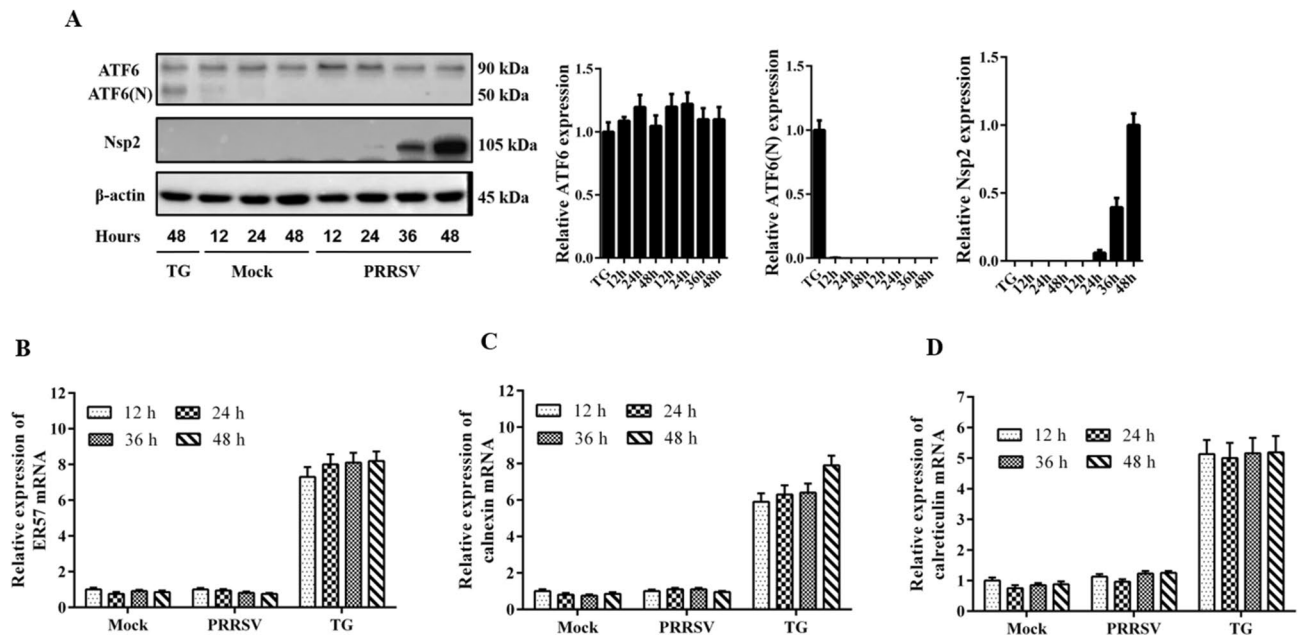 A
ATF6
ATF6(N)
Nsp2
β-actin
90 kDa
50 kDa
105 kDa
45 kDa
Hours 48 12 24 48 12 24 36 48
TG Mock PRRSV
Relative ATF6 expression
1.5
1.0
0.5
0.0
TG 12h 24h 48h 12h 24h 36h 48h
Relative ATF6(N) expression
1.5
1.0
0.5
0.0
TG 12h 24h 48h 12h 24h 36h 48h
Relative Nsp2 expression
1.5
1.0
0.5
0.0
TG 12h 24h 48h 12h 24h 36h 48h
B
Relative expression of
ER57 mRNA
12
10
8
6
4
2
0
12 h 24 h
36 h 48 h
Mock PRRSV TG
C
Relative expression of
calnexin mRNA
12
10
8
6
4
2
0
12 h 24 h
36 h 48 h
Mock PRRSV TG
D
Relative expression of
calreticulin mRNA
7
6
5
4
3
2
1
0
12 h 24 h
36 h 48 h
Mock PRRSV TG